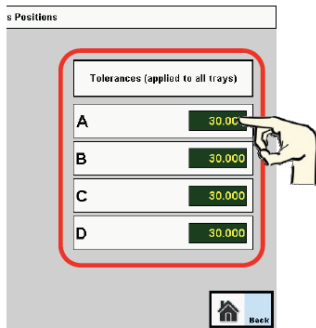 s Positions
Tolerances (applied to all trays)
A 30.00
B 30.000
C 30.000
D 30.000
Back